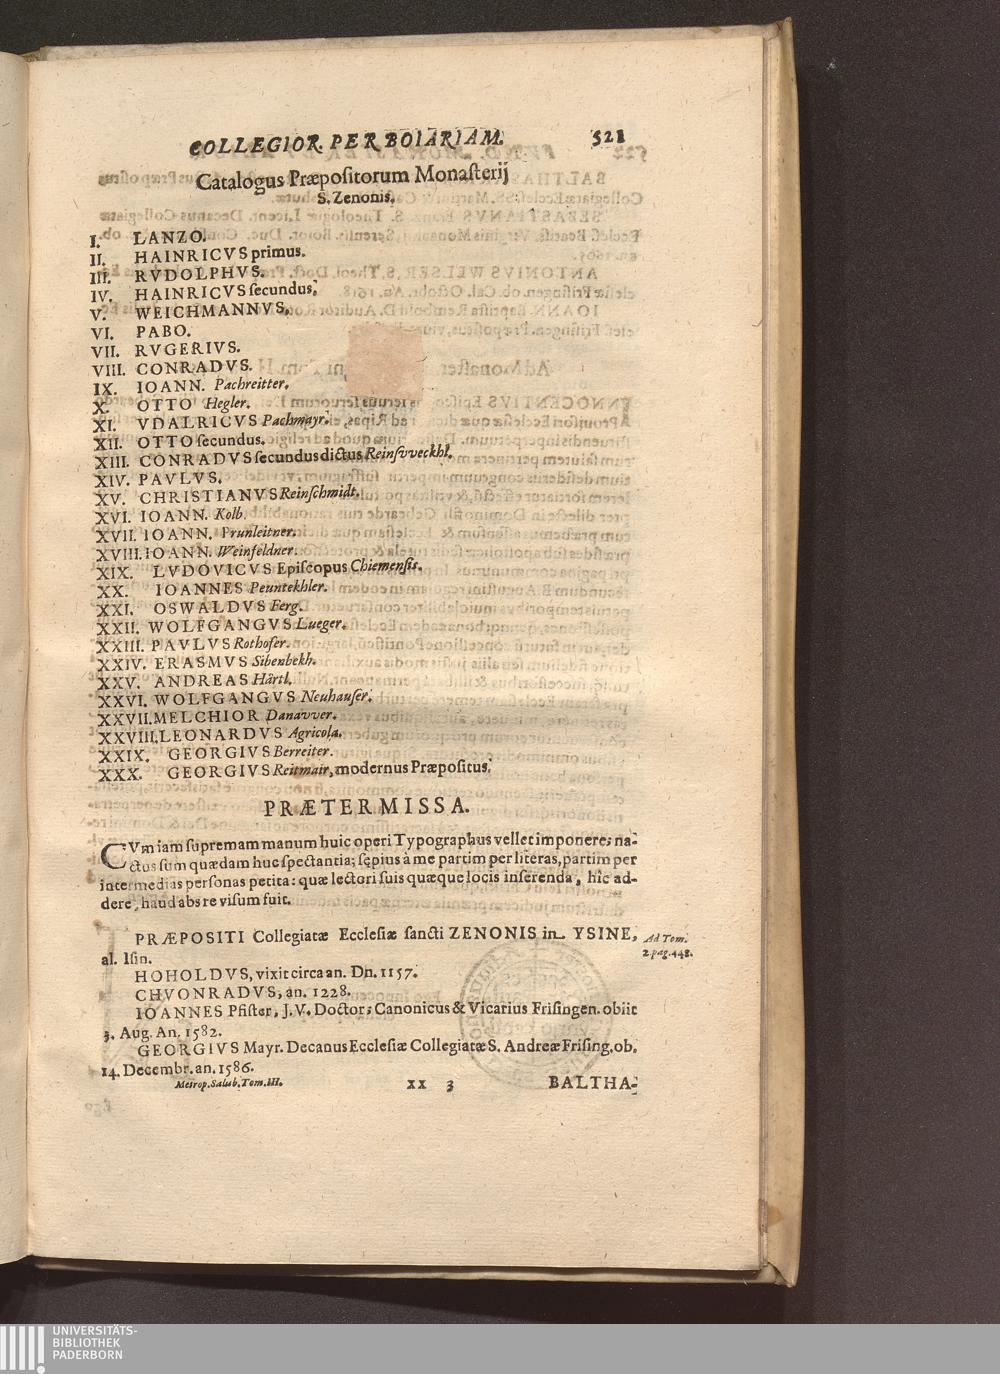 COLLEGIOR. PER BOIARIAM. 521
Catalogus Præpositorum Monasterij
S. Zenonis.
I. LANZO.
II. HAINRICVS primus.
III. RVDOLPHVS.
IV. HAINRICVS secundus.
V. WEICHMANNVS.
VI. PABO.
VII. RVGERIVS.
VIII. CONRADVS.
IX. IOANN. Pachreitter.
X. OTTO Hegler.
XI. VDALRICVS Pachmayr.
XII. OTTO secundus.
XIII. CONRADVS secundus dictus Reinsvveckhl.
XIV. PAVLVS.
XV. CHRISTIANVS Reinschmidt.
XVI. IOANN. Kolb.
XVII. IOANN. Prunleitner.
XVIII. IOANN. Weinfeldner.
XIX. LVDOVICVS Episcopus Chiemensis.
XX. IOANNES Peuntekhler.
XXI. OSWALDVS Ferg.
XXII. WOLFGANGVS Lueger.
XXIII. PAVLVS Rothofer.
XXIV. ERASMVS Sibenbekh.
XXV. ANDREAS Härtl.
XXVI. WOLFGANGVS Neuhauser.
XXVII. MELCHIOR Danavver.
XXVIII. LEONARDVS Agricola.
XXIX. GEORGIVS Berreiter.
XXX. GEORGIVS Reitmair, modernus Præpositus.
PRÆTERMISSA.
CVm iam supremam manum huic operi Typographus vellet imponere; na-
ctus sum quædam huc spectantia; sępius à me partim per literas, partim per
intermedias personas petita: quæ lectori suis quæque locis inserenda, hîc ad-
dere, haud abs re visum fuit.
PRÆPOSITI Collegiatæ Ecclesiæ sancti ZENONIS in YSINE,
al. Isin.
Ad Tom.
2. pag. 448.
HOHOLDVS, vixit circa an. Dn. 1157.
CHVONRADVS, an. 1228.
IOANNES Pfister, J.V. Doctor; Canonicus & Vicarius Frisingen. obiit
3. Aug. An. 1582.
GEORGIVS Mayr. Decanus Ecclesiæ Collegiatæ S. Andreæ Frising. ob.
14. Decembr. an. 1586.
Metrop. Salisb. Tom. III. XX 3 BALTHA-
UNIVERSITÄTS-
BIBLIOTHEK
PADERBORN